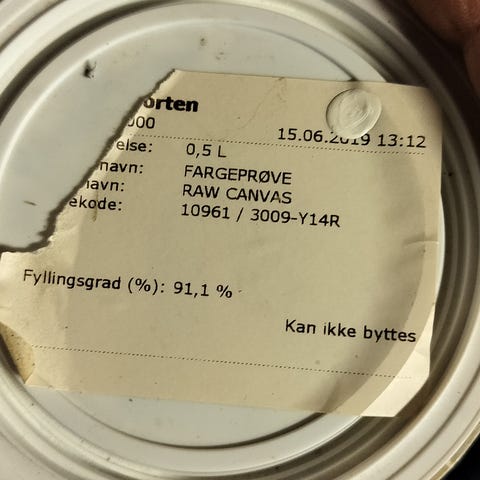 orten
000
15.06.2019 13:12
else: 0,5 L
navn: FARGEPRØVE
navn: RAW CANVAS
ekode: 10961 / 3009-Y14R
Fyllingsgrad (%): 91,1 %
Kan ikke byttes